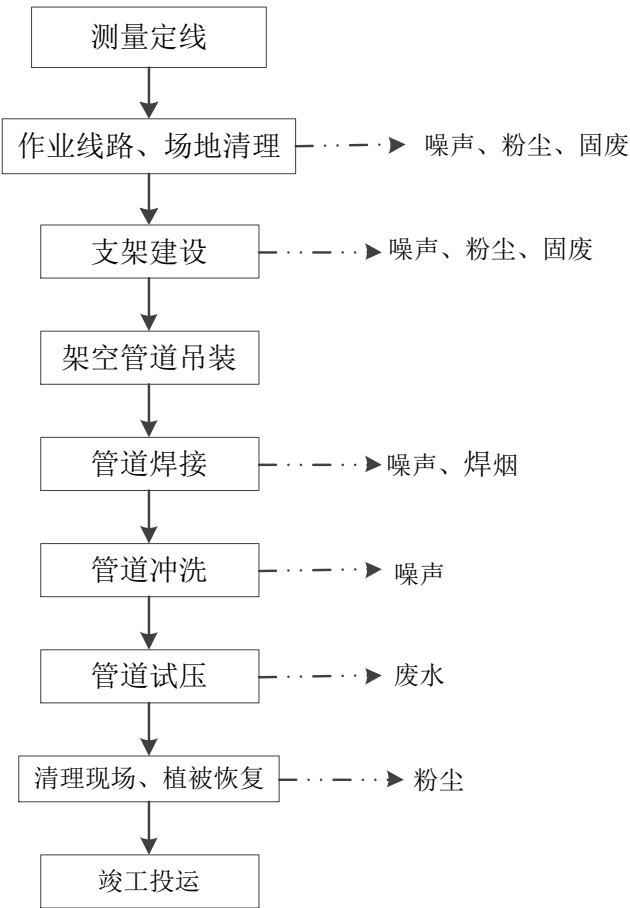 测量定线
作业线路、场地清理
噪声、粉尘、固废
支架建设
噪声、粉尘、固废
架空管道吊装
管道焊接
噪声、焊烟
管道冲洗
噪声
管道试压
废水
清理现场、植被恢复
粉尘
竣工投运